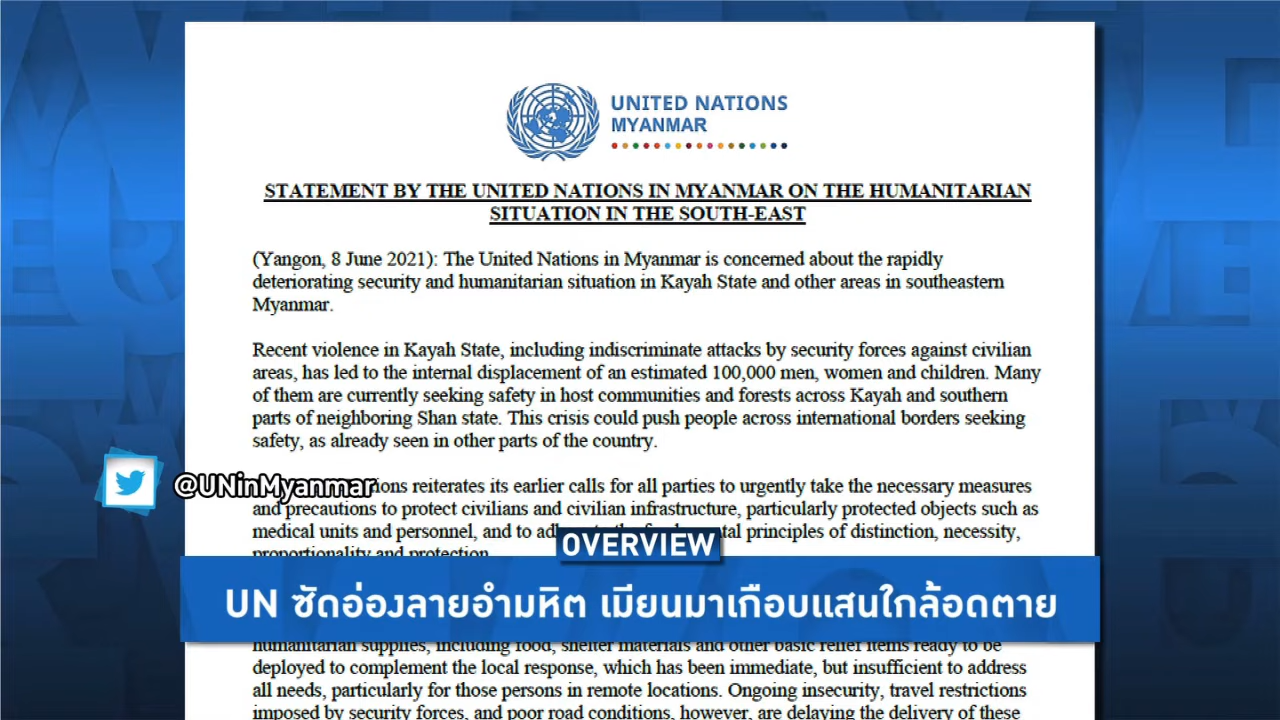 UNITED NATIONS
MYANMAR
STATEMENT BY THE UNITED NATIONS IN MYANMAR ON THE HUMANITARIAN
SITUATION IN THE SOUTH-EAST
(Yangon, 8 June 2021): The United Nations in Myanmar is concerned about the rapidly
deteriorating security and humanitarian situation in Kayah State and other areas in southeastern
Myanmar.
Recent violence in Kayah State, including indiscriminate attacks by security forces against civilian
areas, has led to the internal displacement of an estimated 100,000 men, women and children. Many
of them are currently seeking safety in host communities and forests across Kayah and southern
parts of neighboring Shan state. This crisis could push people across international borders seeking
safety, as already seen in other parts of the country.
@UNinMyanmar
reiterates its earlier calls for all parties to urgently take the necessary measures
and precautions to protect civilians and civilian infrastructure, particularly protected objects such as
medical units and personnel, and to principles of distinction, necessity,
proportionality and protection.
OVERVIEW
UN ซัดอ่องลายอำมหิต เมียนมาเกือบแสนใกล้อดตาย
humanitarian supplies, including food, shelter materials and other basic relief items ready to be
deployed to complement the local response, which has been immediate, but insufficient to address
all needs, particularly for those persons in remote locations. Ongoing insecurity, travel restrictions
imposed by security forces, and poor road conditions, however, are delaying the delivery of these